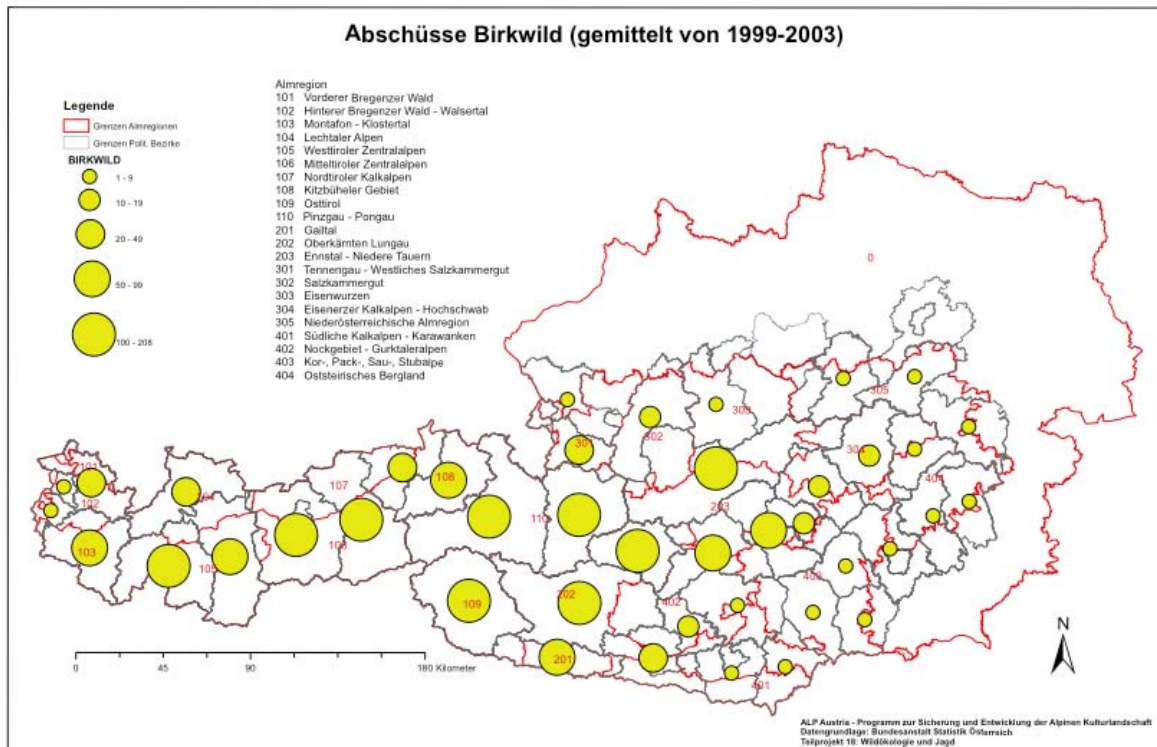 Abschüsse Birkwild (gemittelt von 1999-2003)
Legende
Grenzen Almregionen
Grenzen Polit. Bezirke
BIRKWILD
1 - 9
10 - 19
20 - 49
50 - 99
100 - 208
Almregion
101 Vorderer Bregenzer Wald
102 Hinterer Bregenzer Wald - Walsertal
103 Montafon - Klostertal
104 Lechtaler Alpen
105 Westtiroler Zentralalpen
106 Mitteltiroler Zentralalpen
107 Nordtiroler Kalkalpen
108 Kitzbüheler Gebiet
109 Osttirol
110 Pinzgau - Pongau
201 Gailtal
202 Oberkärnten Lungau
203 Ennstal - Niedere Tauern
301 Tennengau - Westliches Salzkammergut
302 Salzkammergut
303 Eisenwurzen
304 Eisenerzer Kalkalpen - Hochschwab
305 Niederösterreichische Almregion
401 Südliche Kalkalpen - Karawanken
402 Nockgebiet - Gurktaleralpen
403 Kor-, Pack-, Sau-, Stubalpe
404 Oststeirisches Bergland
0
305
303
302
301
304
404
101
102
107
108
203
110
103
105
109
202
402
201
401
N
0 45 90 180 Kilometer
ALP Austria - Programm zur Sicherung und Entwicklung der Alpinen Kulturlandschaft
Datengrundlage: Bundesanstalt Statistik Österreich
Teilprojekt 18: Wildökologie und Jagd